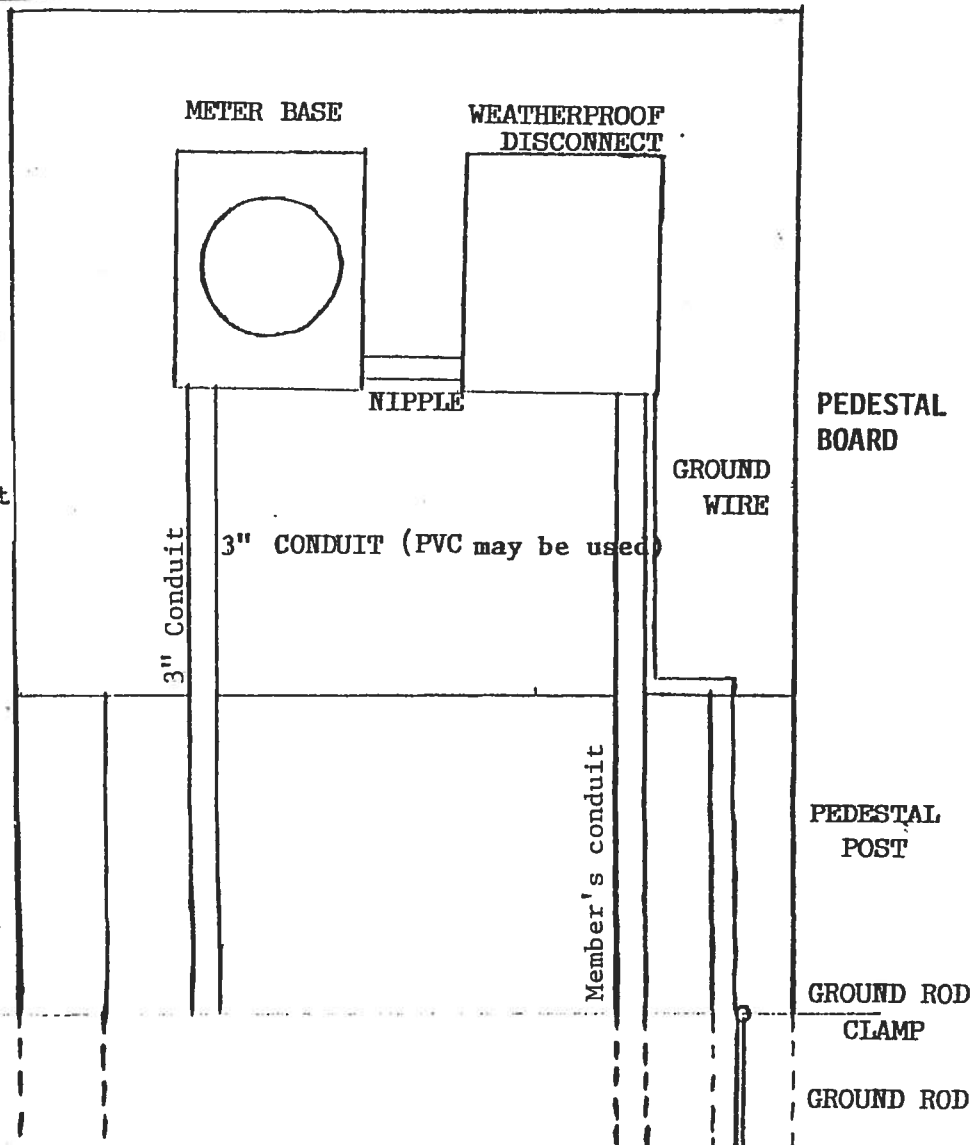 METER BASE
WEATHERPROOF
DISCONNECT
NIPPLE
PEDESTAL
BOARD
GROUND
WIRE
t
3" CONDUIT (PVC may be used)
3" Conduit
Member's conduit
PEDESTAL
POST
GROUND ROD
CLAMP
GROUND ROD